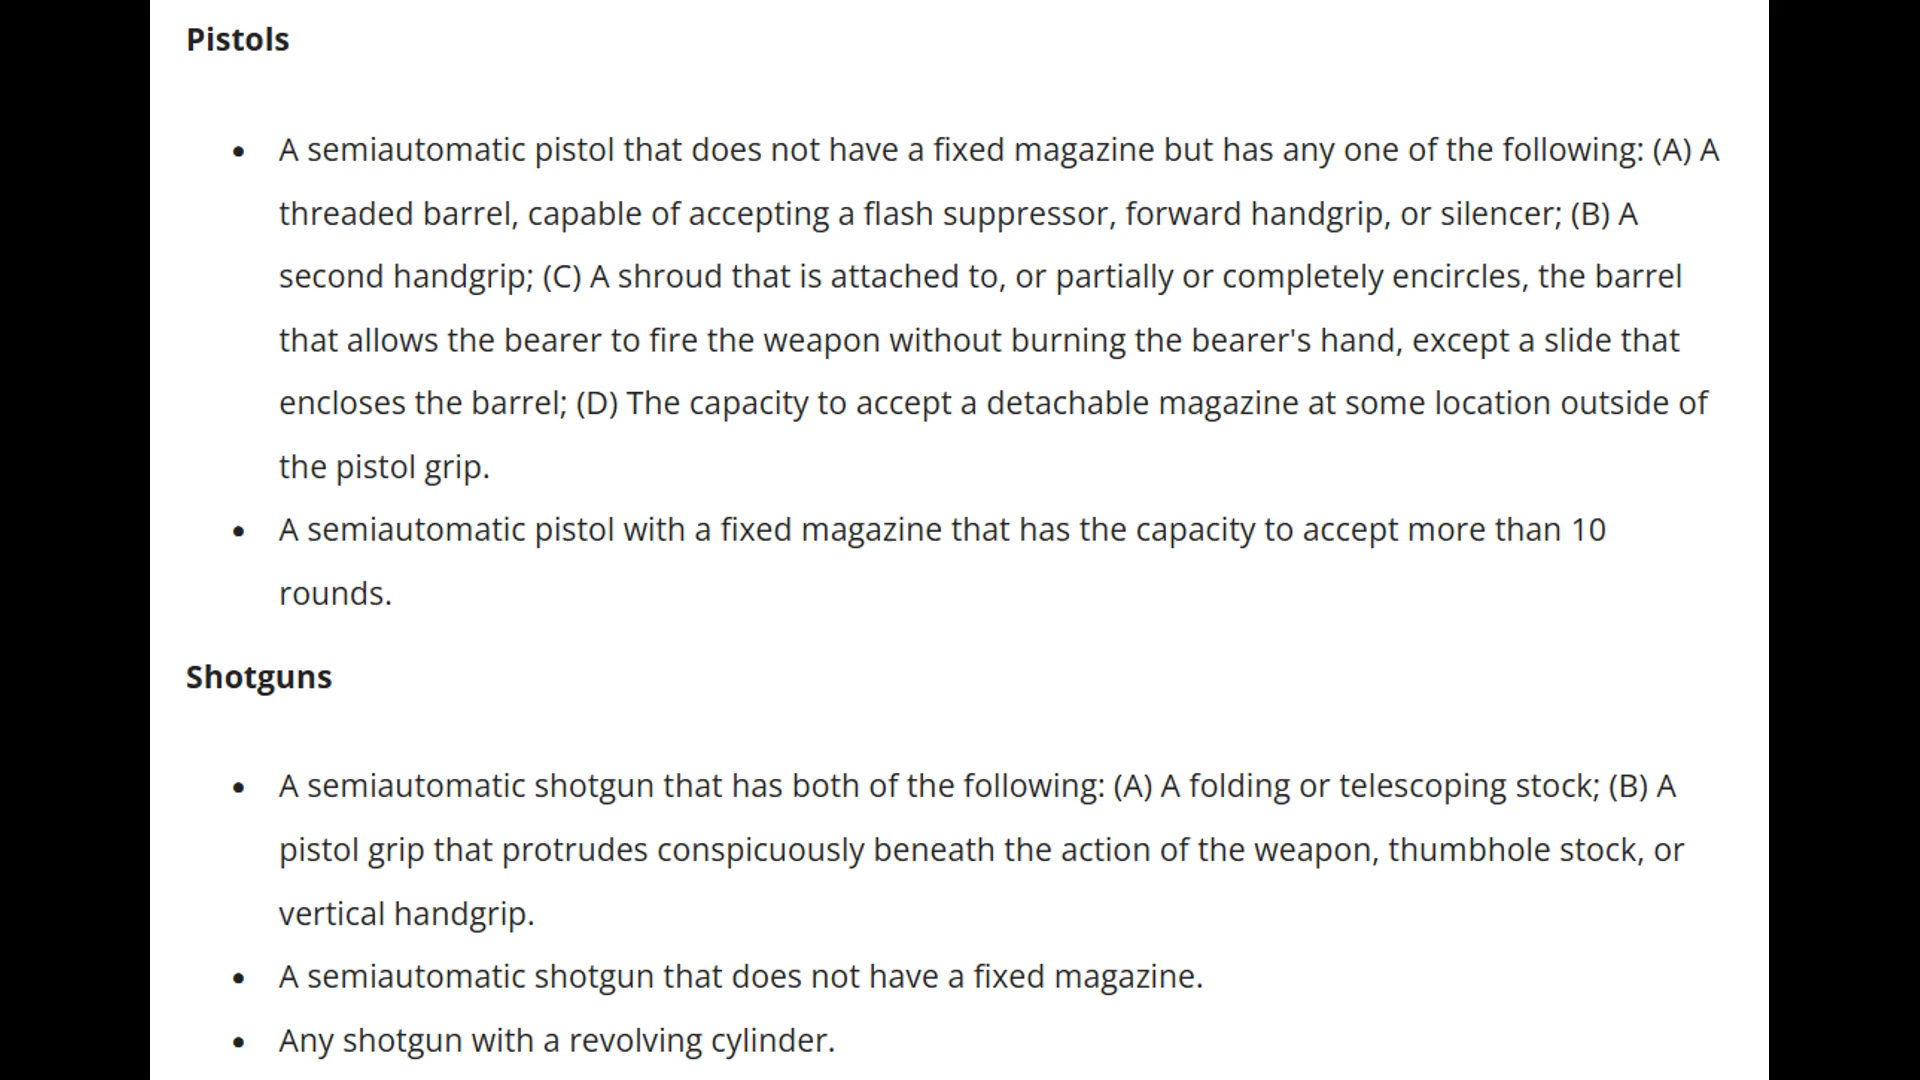 Pistols
• A semiautomatic pistol that does not have a fixed magazine but has any one of the following: (A) A
threaded barrel, capable of accepting a flash suppressor, forward handgrip, or silencer; (B) A
second handgrip; (C) A shroud that is attached to, or partially or completely encircles, the barrel
that allows the bearer to fire the weapon without burning the bearer's hand, except a slide that
encloses the barrel; (D) The capacity to accept a detachable magazine at some location outside of
the pistol grip.
• A semiautomatic pistol with a fixed magazine that has the capacity to accept more than 10
rounds.
Shotguns
• A semiautomatic shotgun that has both of the following: (A) A folding or telescoping stock; (B) A
pistol grip that protrudes conspicuously beneath the action of the weapon, thumbhole stock, or
vertical handgrip.
• A semiautomatic shotgun that does not have a fixed magazine.
• Any shotgun with a revolving cylinder.